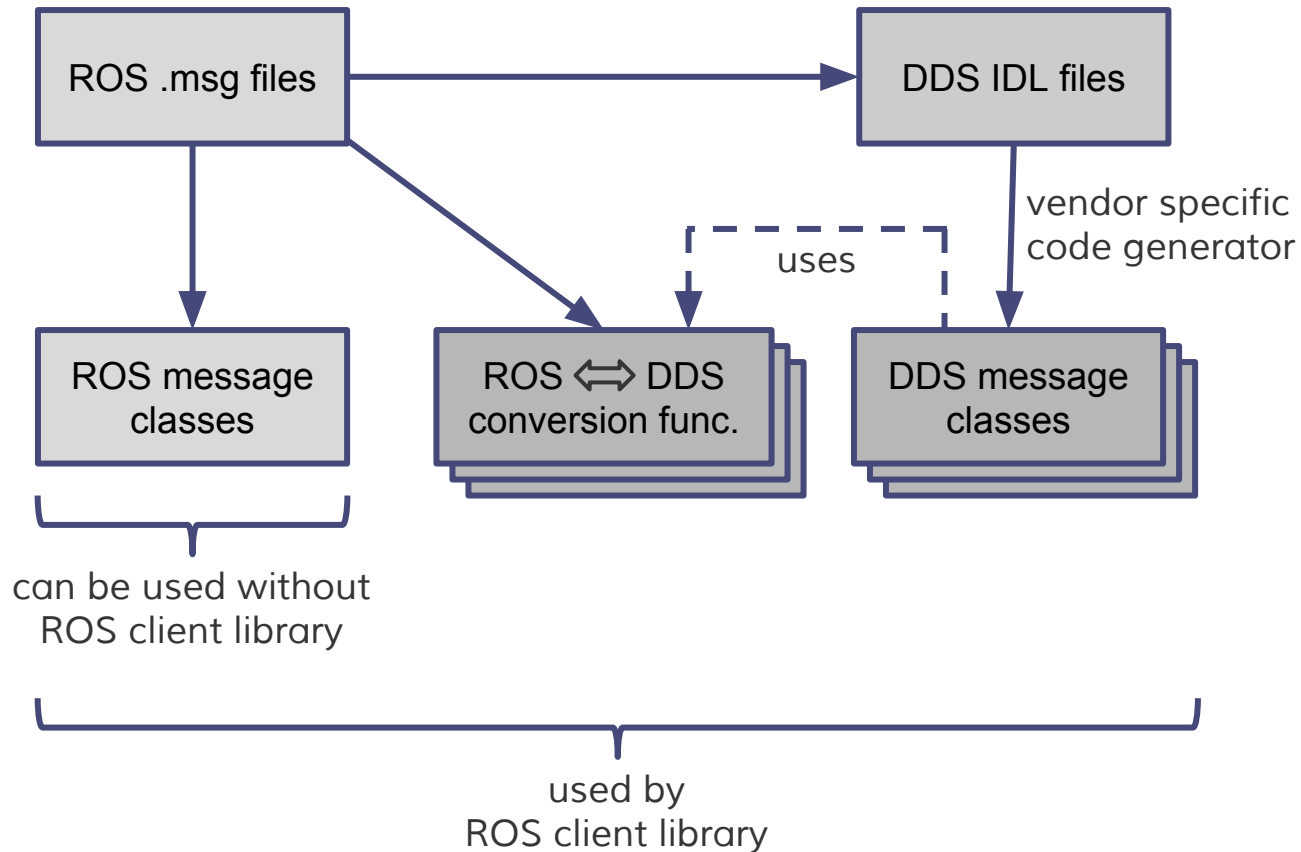 ROS .msg files
DDS IDL files
vendor specific
code generator
uses
ROS message
classes
ROS ⇔ DDS
conversion func.
DDS message
classes
can be used without
ROS client library
used by
ROS client library